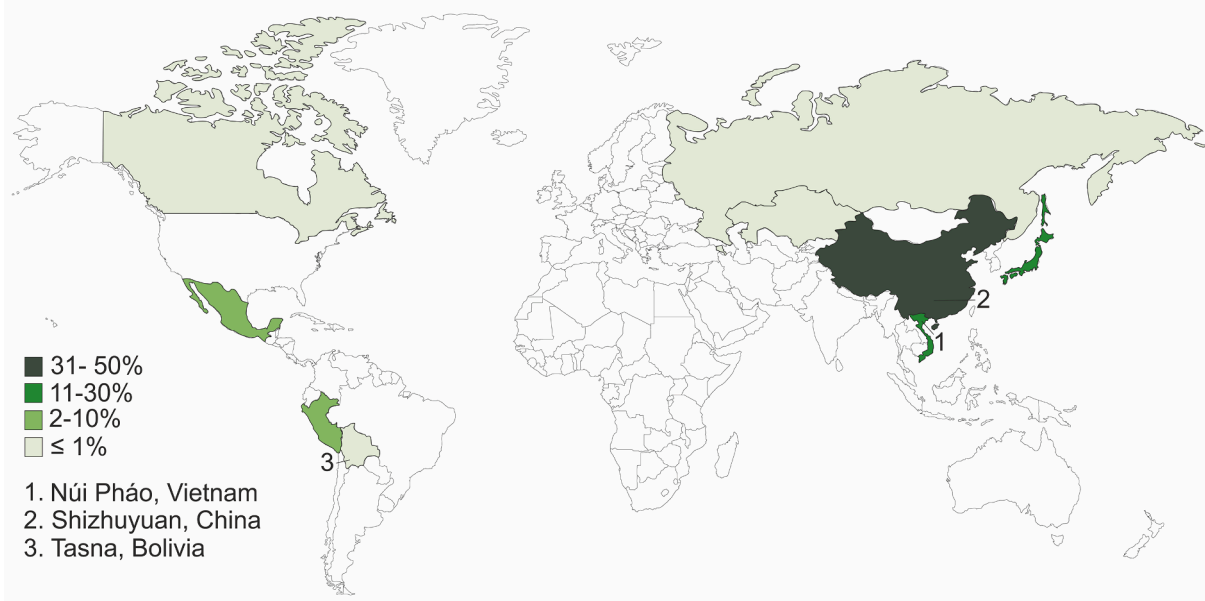 31- 50%
11-30%
2-10%
≤ 1%
1. Núi Pháo, Vietnam
2. Shizhuyuan, China
3. Tasna, Bolivia
2
1
3